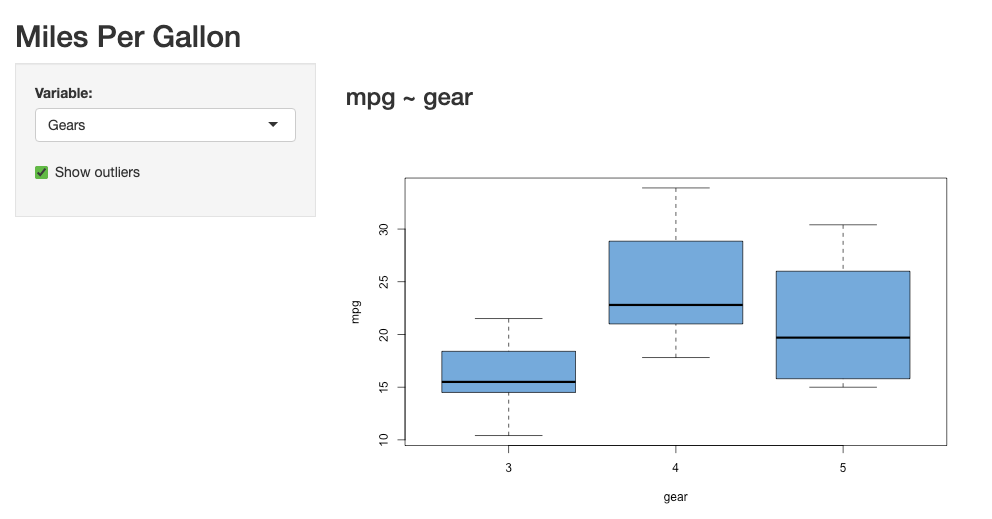 Miles Per Gallon
Variable:
Gears
Show outliers
mpg ~ gear
mpg
30
25
20
15
10
3 4 5
gear